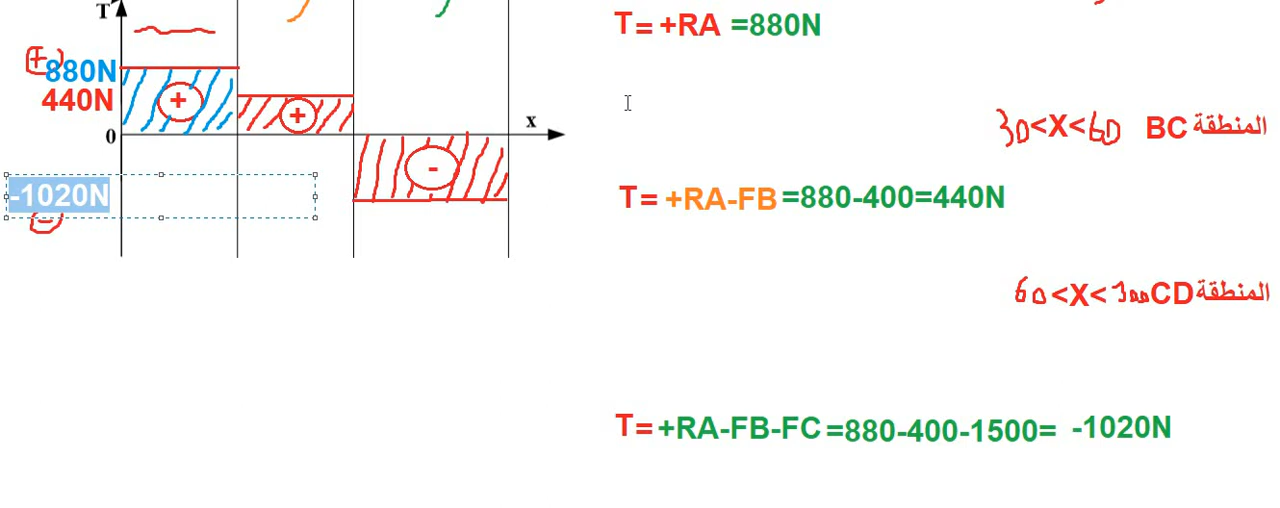 T
T= +RA =880N
(+)
880N
+
440N
+
0
x
30<X<60 BC المنطقة
-1020N
-
T= +RA-FB=880-400=440N
60<X<100CD المنطقة
T= +RA-FB-FC=880-400-1500= -1020N